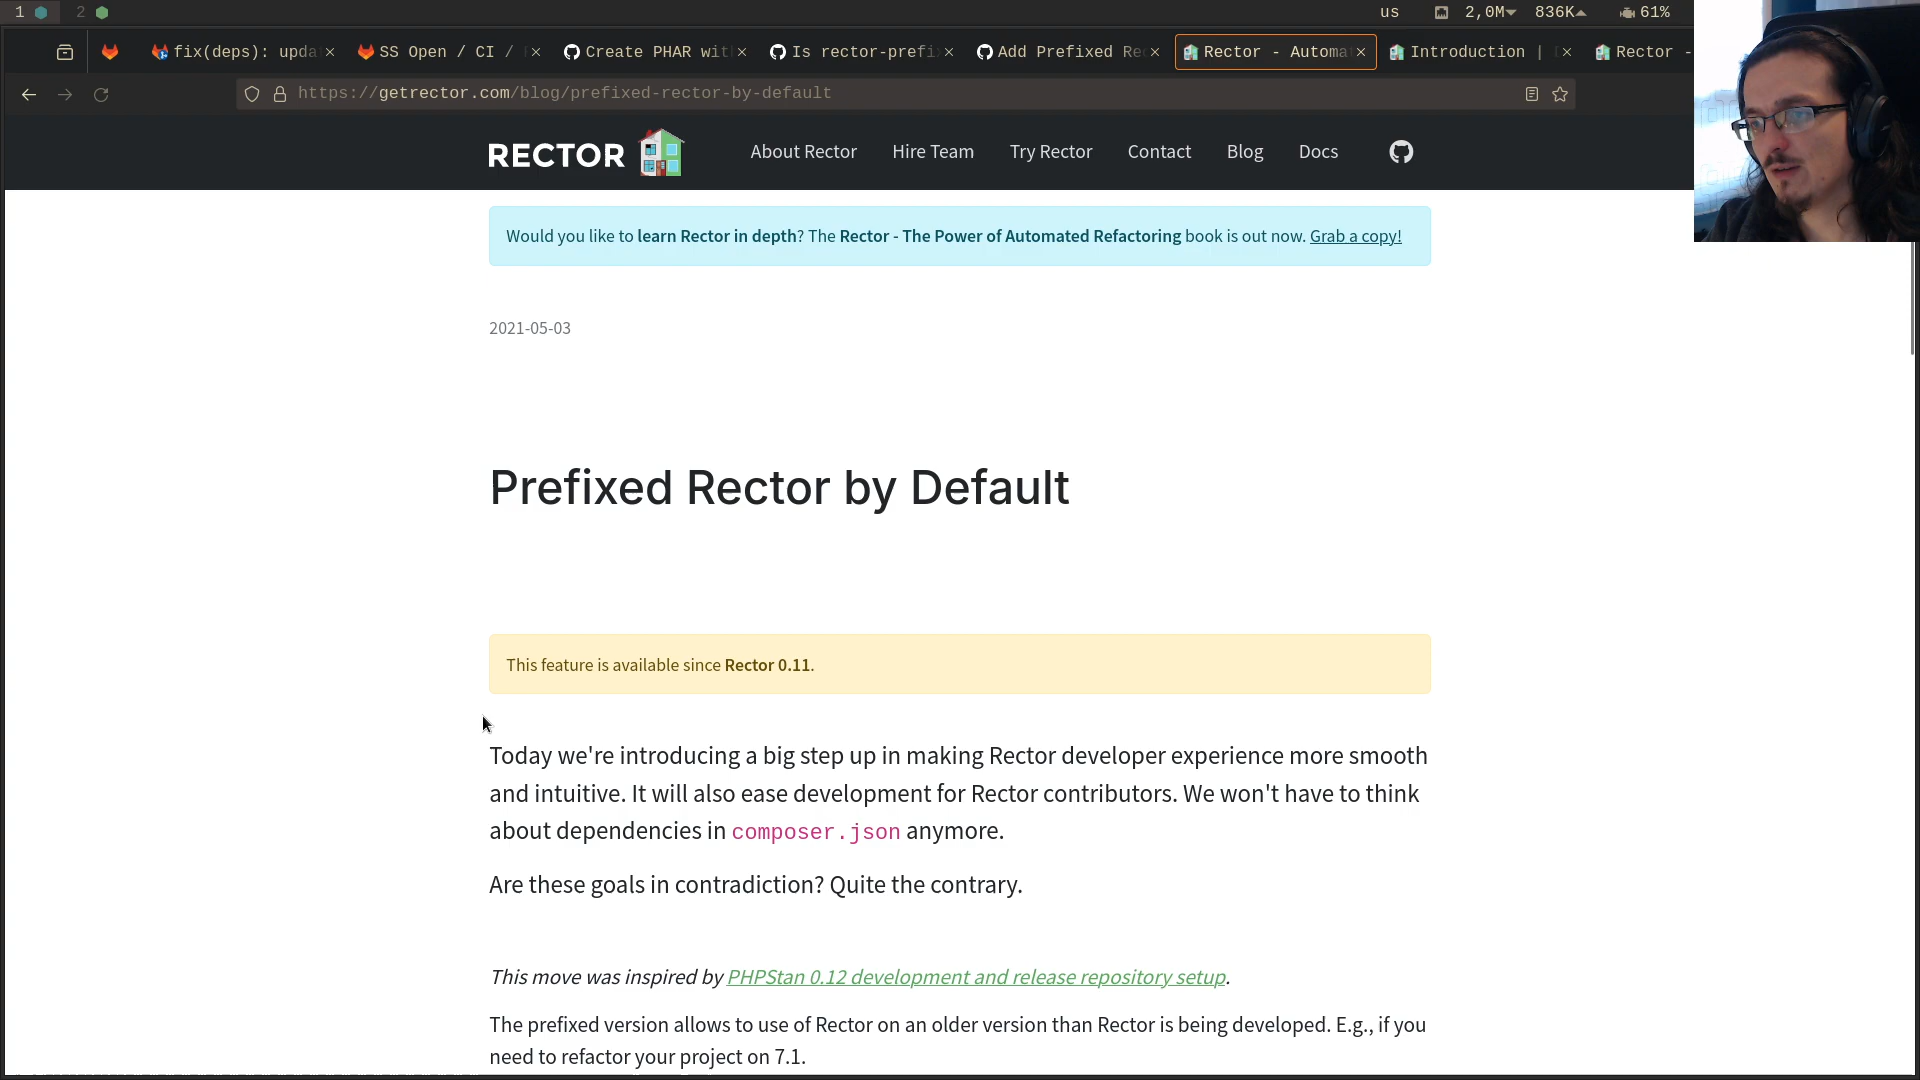 1 2 us 2,0M 836K 61%
fix(deps): upda SS Open / CI / Create PHAR wit Is rector-prefi Add Prefixed Re Rector - Automa Introduction | Rector -
https://getrector.com/blog/prefixed-rector-by-default
RECTOR About Rector Hire Team Try Rector Contact Blog Docs
Would you like to learn Rector in depth? The Rector - The Power of Automated Refactoring book is out now. Grab a copy!
2021-05-03
Prefixed Rector by Default
This feature is available since Rector 0.11.
Today we're introducing a big step up in making Rector developer experience more smooth
and intuitive. It will also ease development for Rector contributors. We won't have to think
about dependencies in composer.json anymore.
Are these goals in contradiction? Quite the contrary.
This move was inspired by PHPStan 0.12 development and release repository setup.
The prefixed version allows to use of Rector on an older version than Rector is being developed. E.g., if you
need to refactor your project on 7.1.